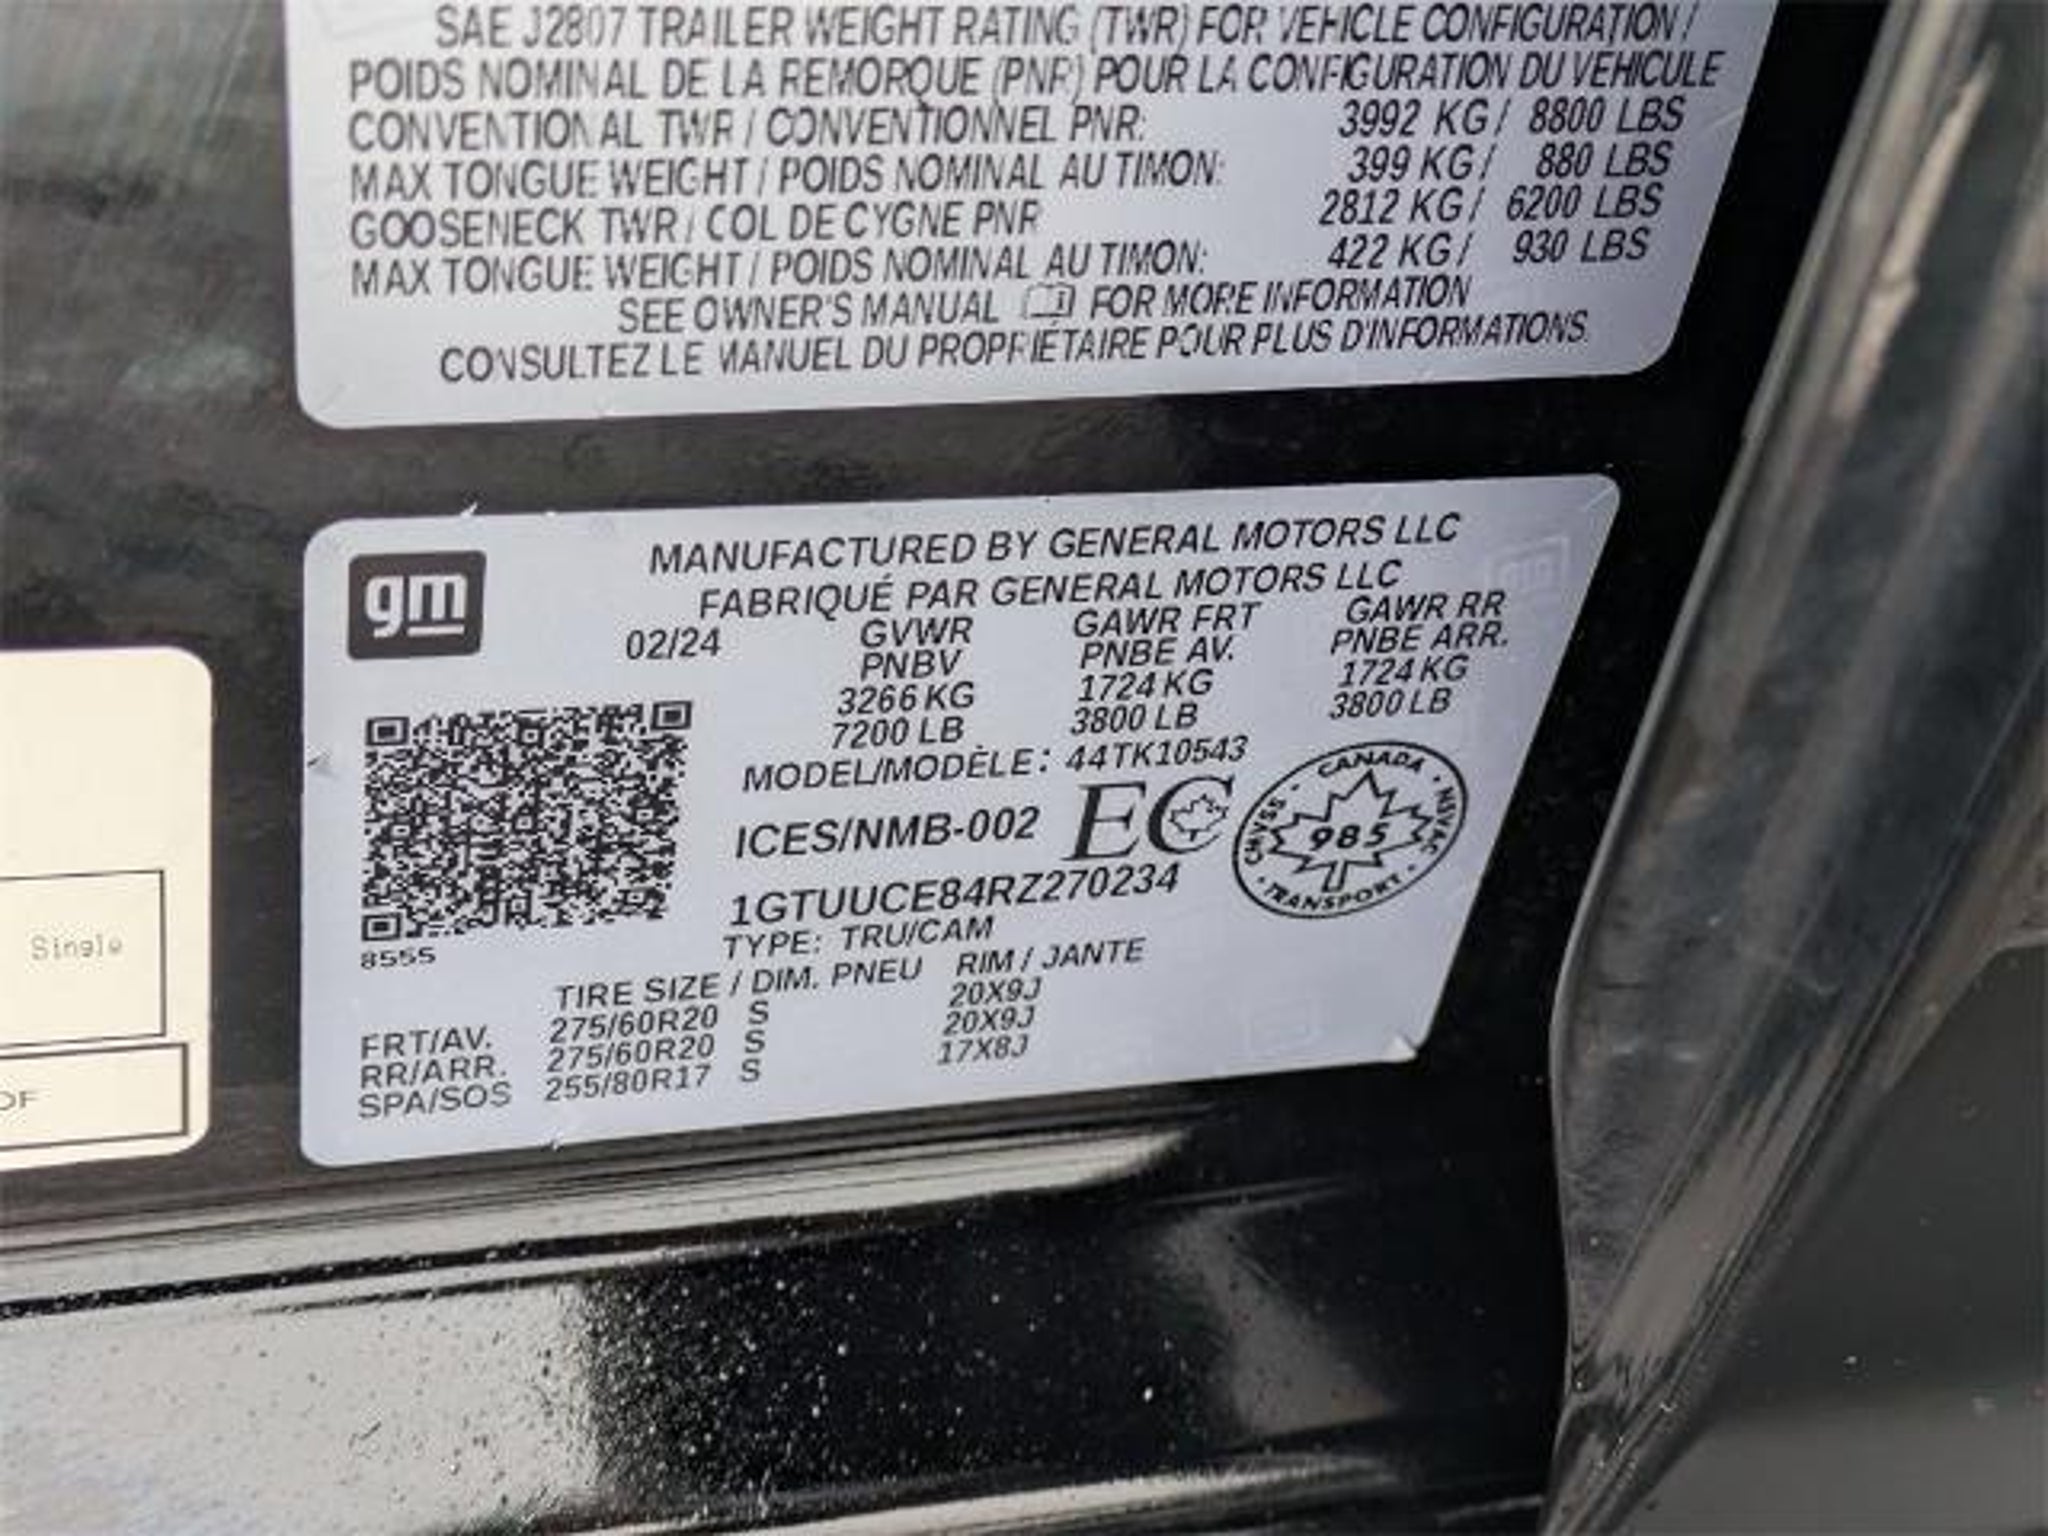 SAE J2807 TRAILER WEIGHT RATING (TWR) FOR VEHICLE CONFIGURATION /
POIDS NOMINAL DE LA REMORQUE (PNR) POUR LA CONFIGURATION DU VEHICULE
CONVENTIONAL TWR / CONVENTIONNEL PNR: 3992 KG / 8800 LBS
MAX TONGUE WEIGHT / POIDS NOMINAL AU TIMON: 399 KG / 880 LBS
GOOSENECK TWR / COL DE CYGNE PNR 2812 KG / 6200 LBS
MAX TONGUE WEIGHT / POIDS NOMINAL AU TIMON: 422 KG / 930 LBS
SEE OWNER'S MANUAL FOR MORE INFORMATION
CONSULTEZ LE MANUEL DU PROPRIÉTAIRE POUR PLUS D'INFORMATIONS.
gm
MANUFACTURED BY GENERAL MOTORS LLC
FABRIQUÉ PAR GENERAL MOTORS LLC
02/24 GVWR GAWR FRT GAWR RR
PNBV PNBE AV. PNBE ARR.
3266 KG 1724 KG 1724 KG
7200 LB 3800 LB 3800 LB
MODEL/MODÈLE: 44TK10543
ICES/NMB-002 EC
CANADA
CMVSS 985 NSVAC
TRANSPORT
1GTUUCE84RZ270234
TYPE: TRU/CAM
8555
TIRE SIZE / DIM. PNEU RIM / JANTE
FRT/AV. 275/60R20 S 20X9J
RR/ARR. 275/60R20 S 20X9J
SPA/SOS 255/80R17 S 17X8J
Single